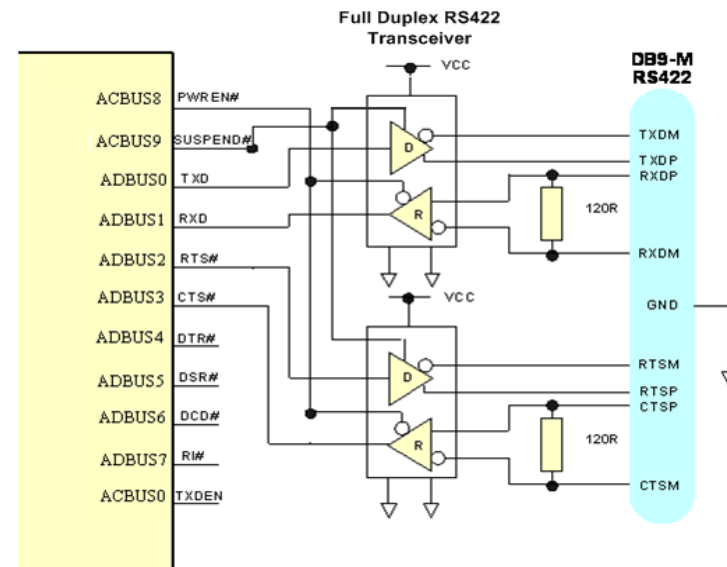 Full Duplex RS422
Transceiver
VCC
DB9-M
RS422
ACBUS8 PWREN#
ACBUS9 SUSPEND#
ADBUS0 TXD
ADBUS1 RXD
ADBUS2 RTS#
ADBUS3 CTS#
ADBUS4 DTR#
ADBUS5 DSR#
ADBUS6 DCD#
ADBUS7 RI#
ACBUS0 TXDEN
D
R
120R
VCC
D
R
120R
TXDM
TXDP
RXDP
RXDM
GND
RTSM
RTSP
CTSP
CTSM